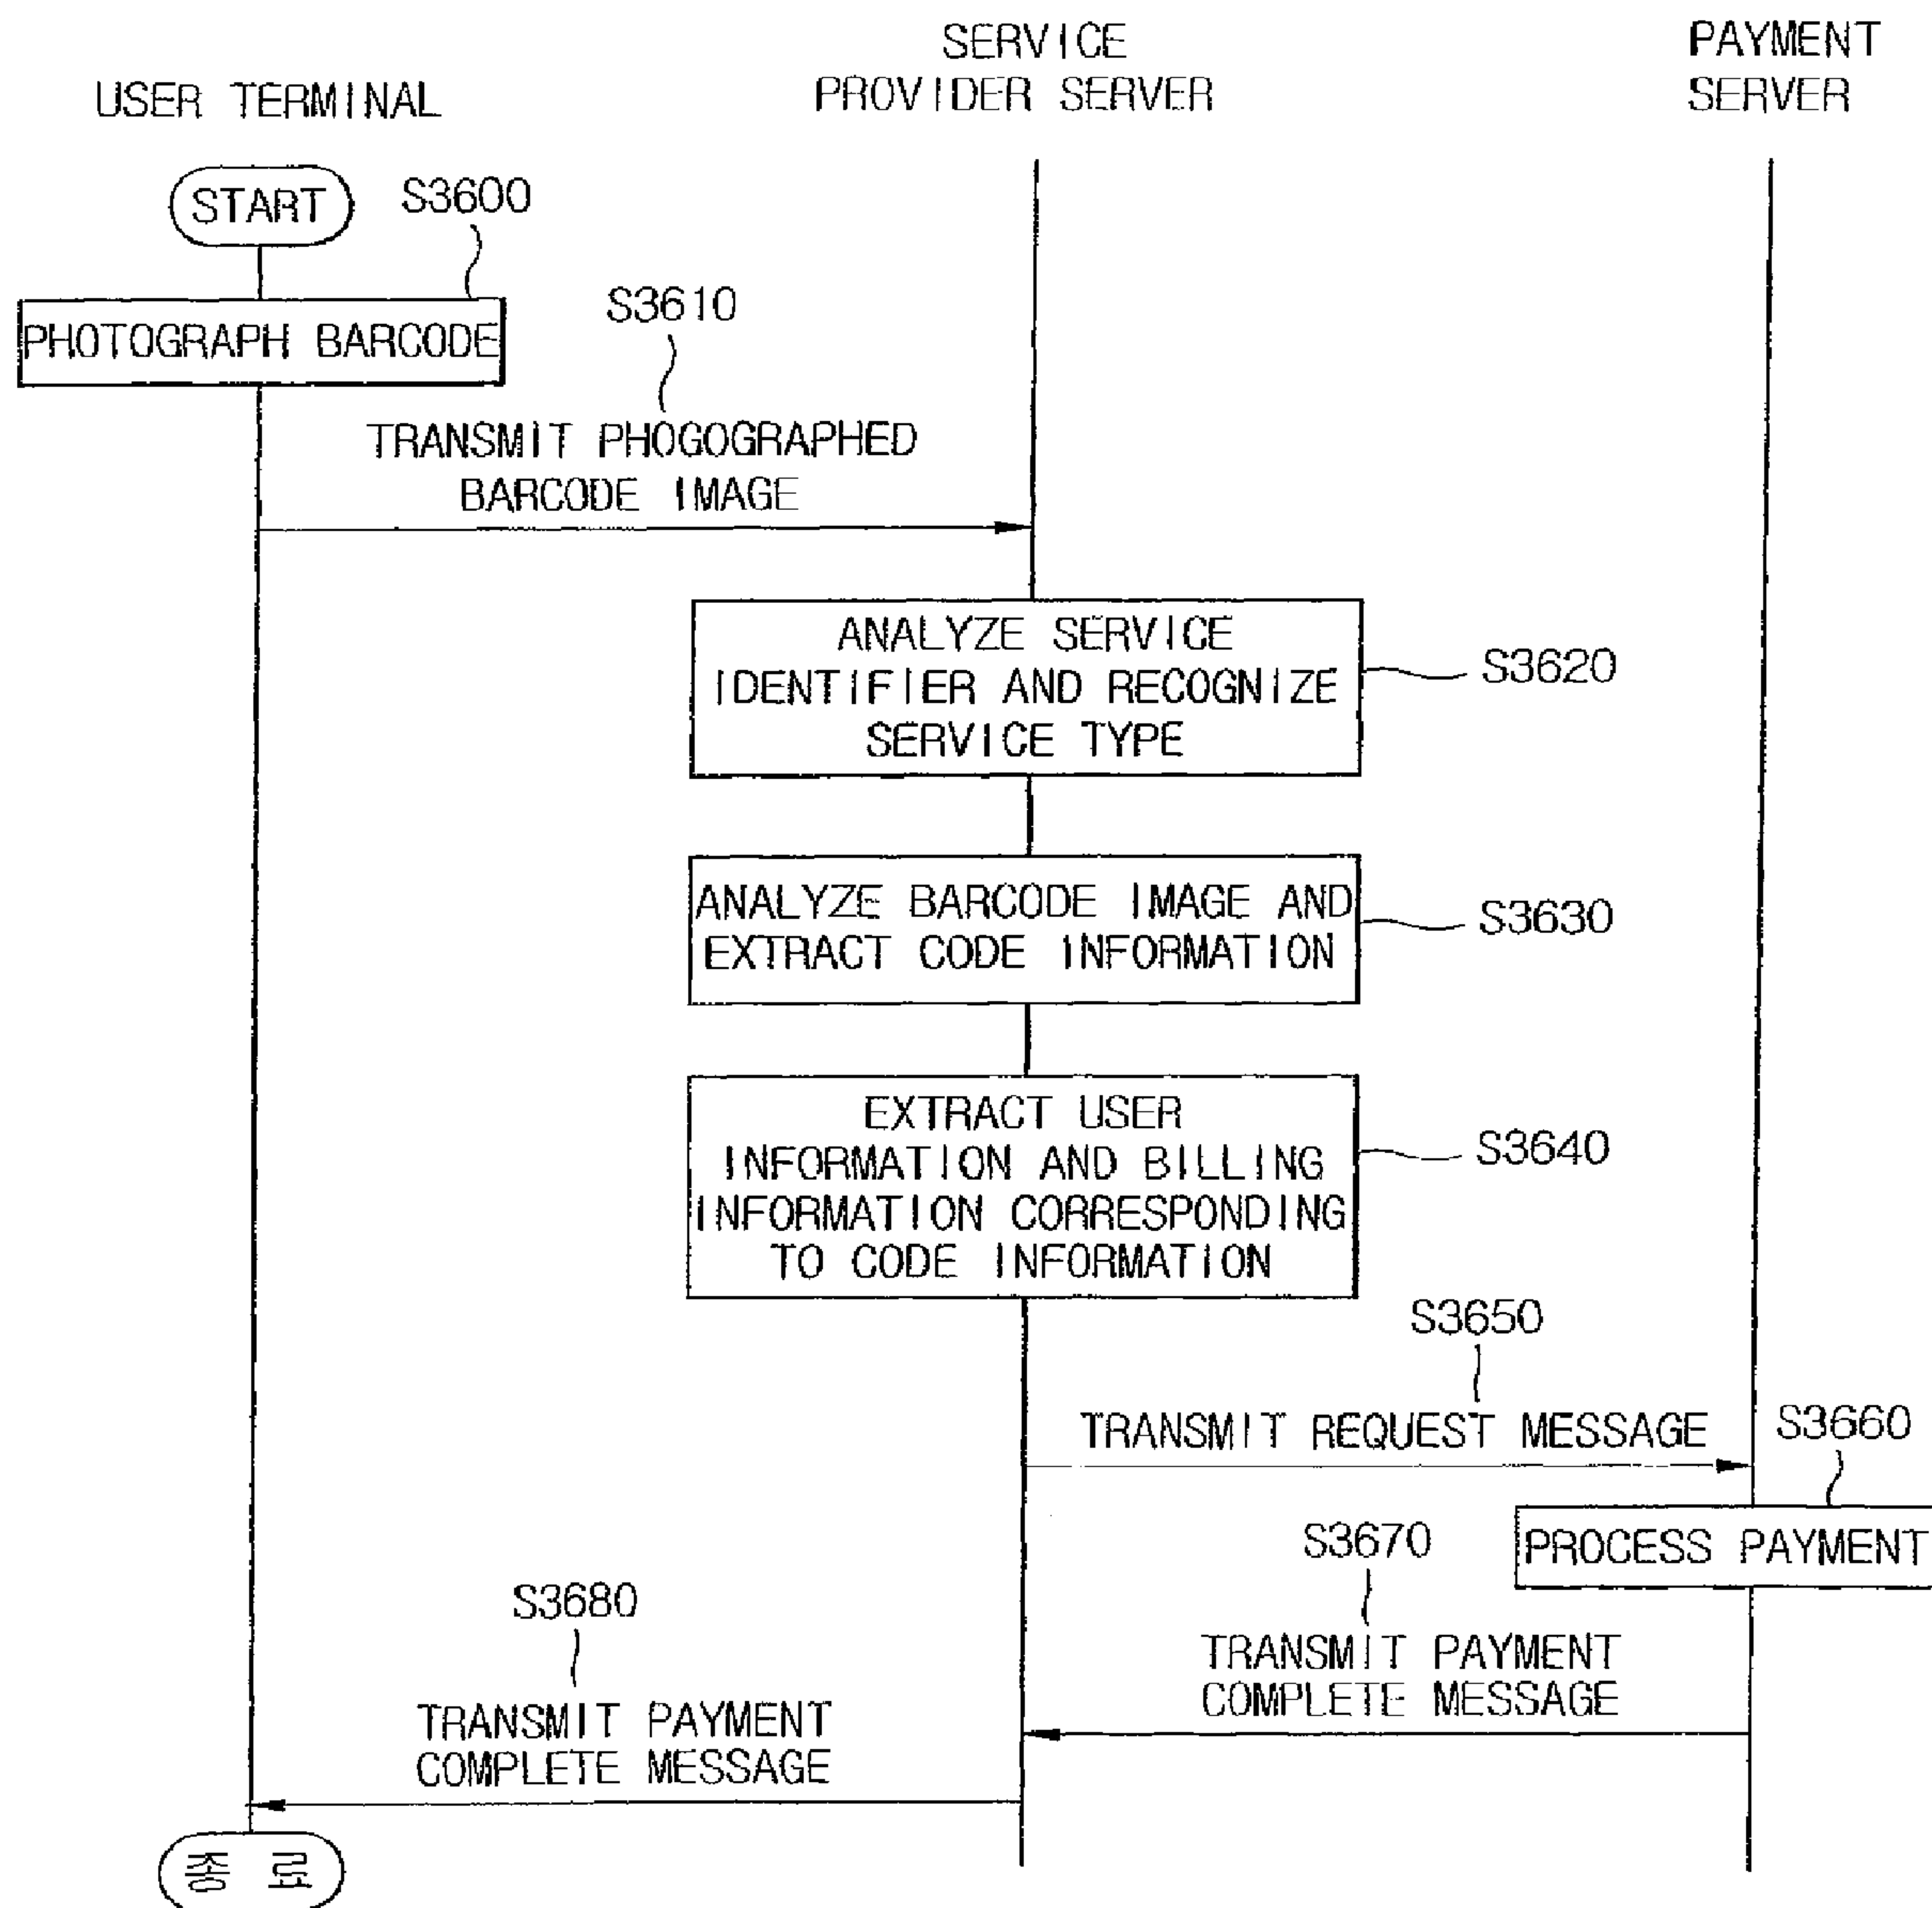 USER TERMINAL
SERVICE
PROVIDER SERVER
PAYMENT
SERVER
START
S3600
PHOTOGRAPH BARCODE
S3610
TRANSMIT PHOGOGRAPHED
BARCODE IMAGE
ANALYZE SERVICE
IDENTIFIER AND RECOGNIZE
SERVICE TYPE
S3620
ANALYZE BARCODE IMAGE AND
EXTRACT CODE INFORMATION
S3630
EXTRACT USER
INFORMATION AND BILLING
INFORMATION CORRESPONDING
TO CODE INFORMATION
S3640
S3650
TRANSMIT REQUEST MESSAGE
S3660
PROCESS PAYMENT
S3670
TRANSMIT PAYMENT
COMPLETE MESSAGE
S3680
TRANSMIT PAYMENT
COMPLETE MESSAGE
종 료